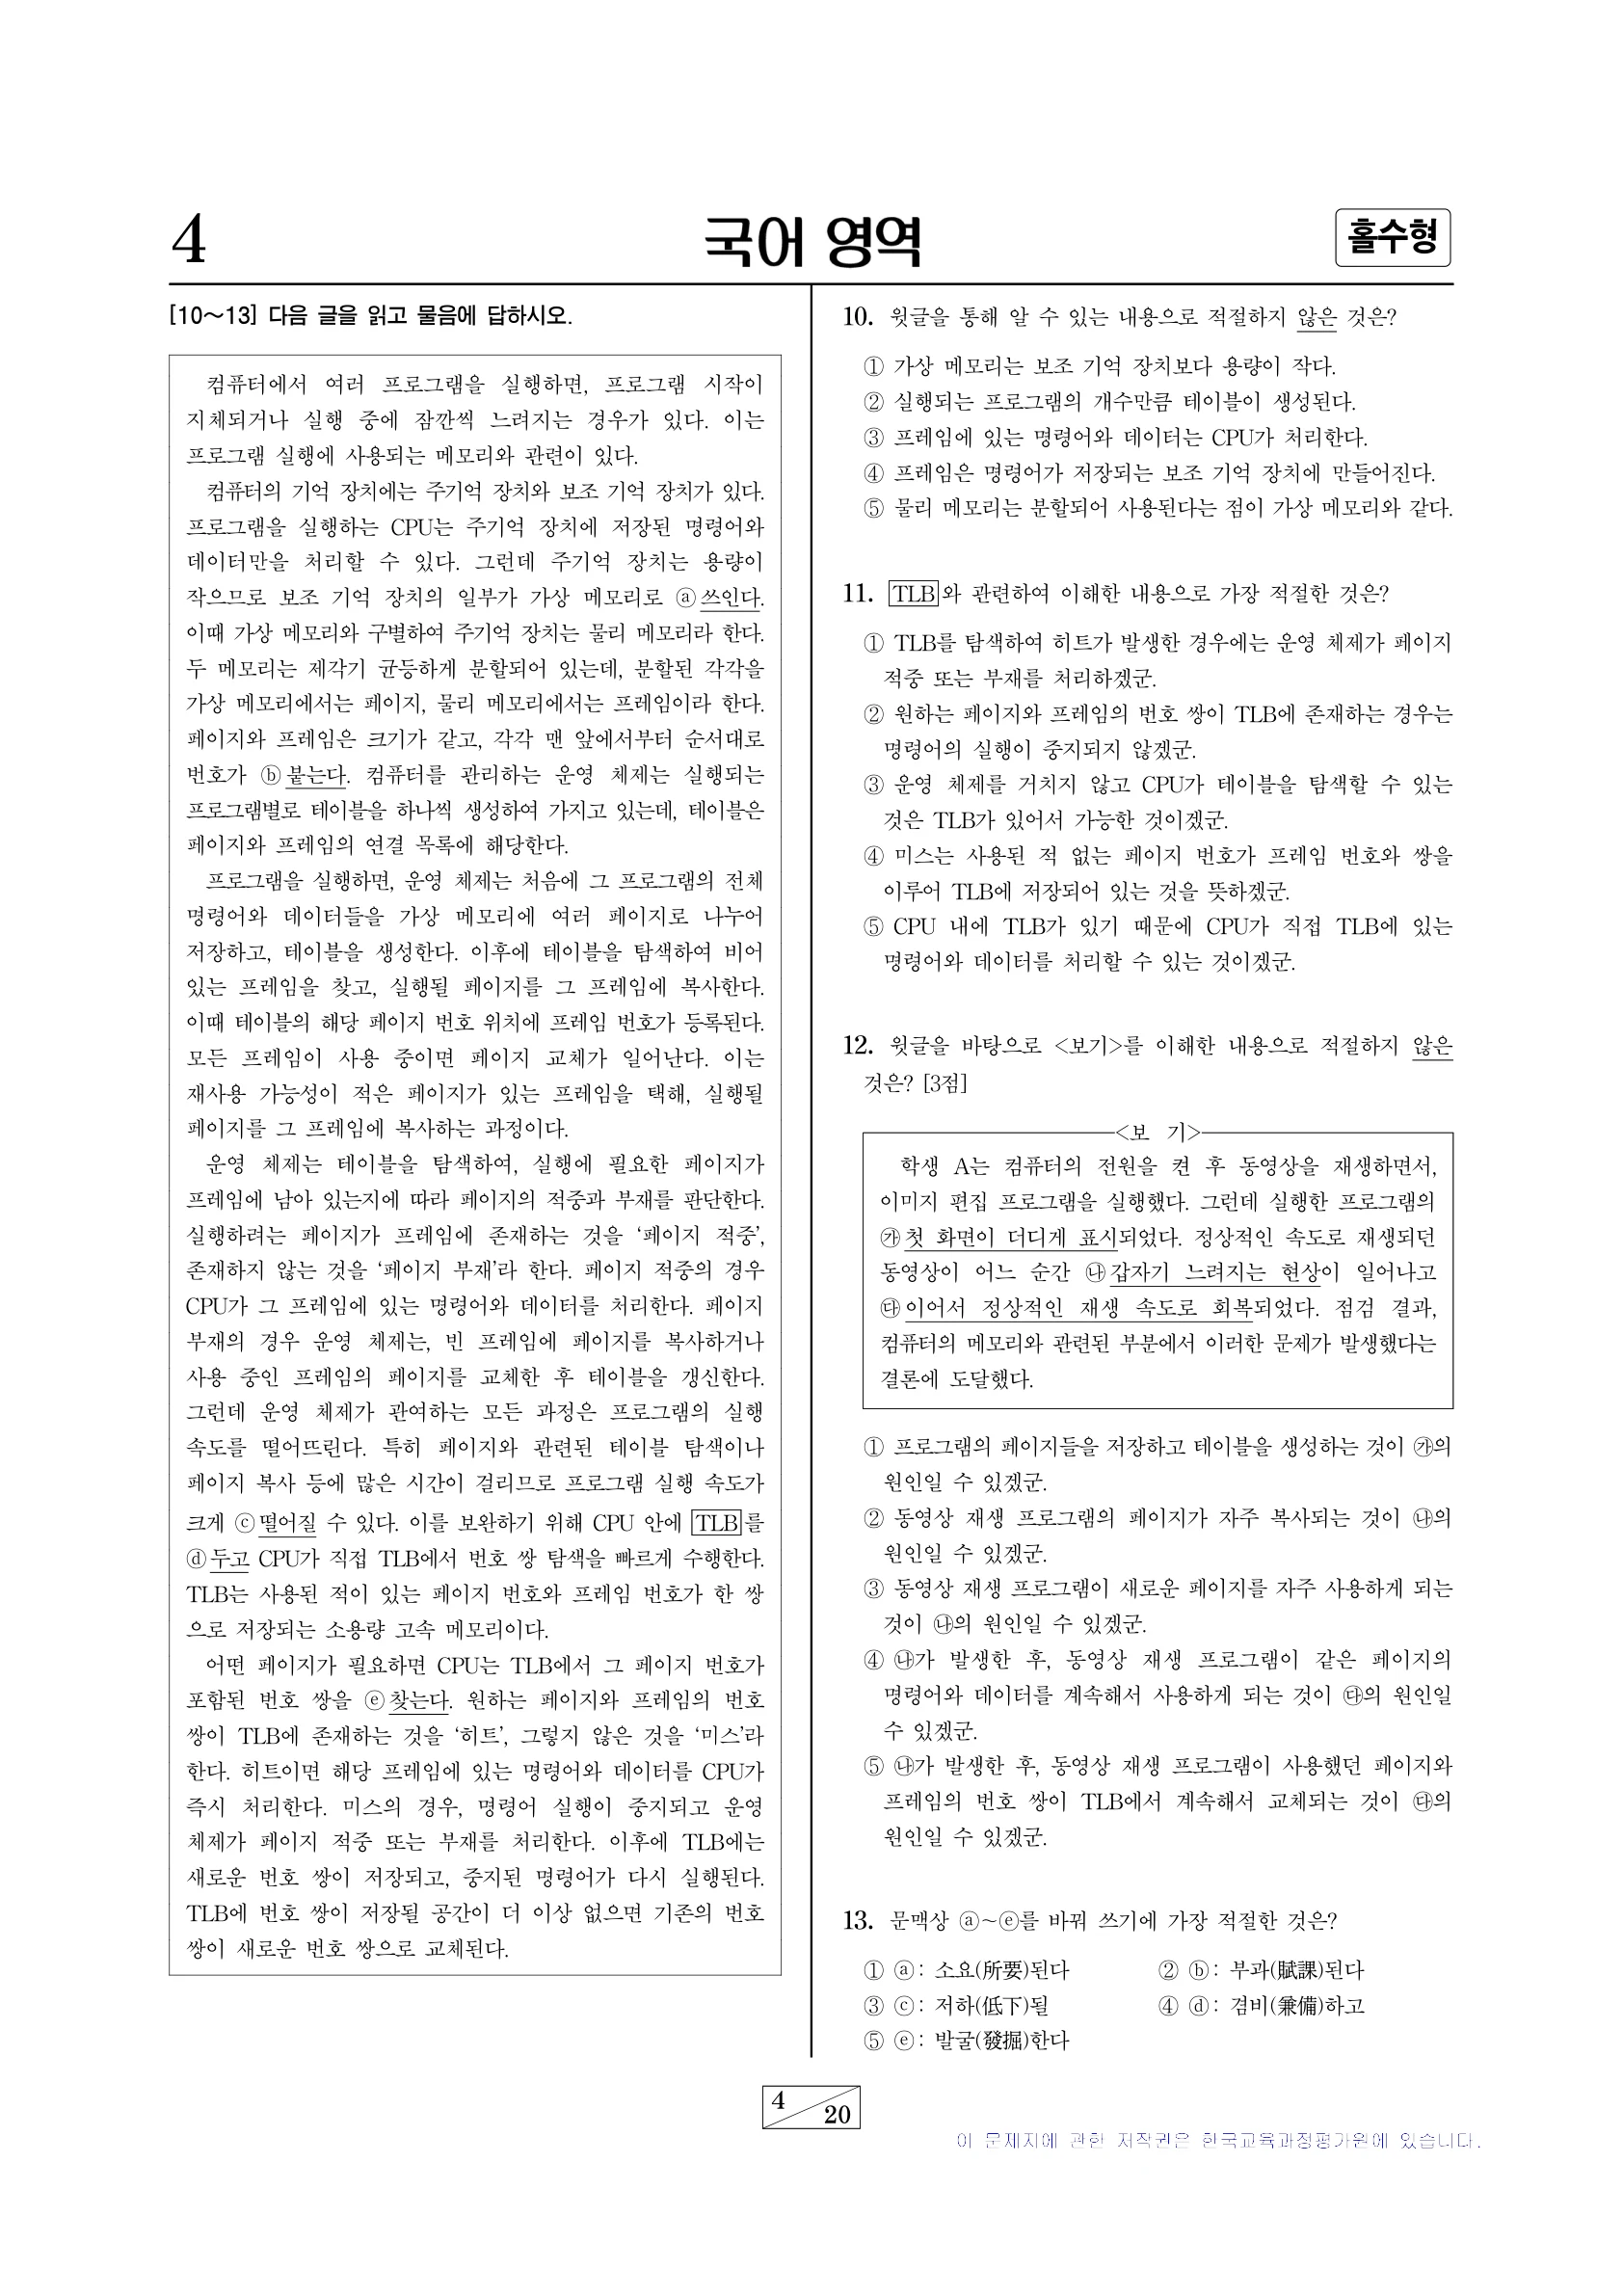 4
국어 영역
홀수형
[10～13] 다음 글을 읽고 물음에 답하시오.
컴퓨터에서 여러 프로그램을 실행하면, 프로그램 시작이
지체되거나 실행 중에 잠깐씩 느려지는 경우가 있다. 이는
프로그램 실행에 사용되는 메모리와 관련이 있다.
컴퓨터의 기억 장치에는 주기억 장치와 보조 기억 장치가 있다.
프로그램을 실행하는 CPU는 주기억 장치에 저장된 명령어와
데이터만을 처리할 수 있다. 그런데 주기억 장치는 용량이
작으므로 보조 기억 장치의 일부가 가상 메모리로 ⓐ쓰인다.
이때 가상 메모리와 구별하여 주기억 장치는 물리 메모리라 한다.
두 메모리는 제각기 균등하게 분할되어 있는데, 분할된 각각을
가상 메모리에서는 페이지, 물리 메모리에서는 프레임이라 한다.
페이지와 프레임은 크기가 같고, 각각 맨 앞에서부터 순서대로
번호가 ⓑ붙는다. 컴퓨터를 관리하는 운영 체제는 실행되는
프로그램별로 테이블을 하나씩 생성하여 가지고 있는데, 테이블은
페이지와 프레임의 연결 목록에 해당한다.
프로그램을 실행하면, 운영 체제는 처음에 그 프로그램의 전체
명령어와 데이터들을 가상 메모리에 여러 페이지로 나누어
저장하고, 테이블을 생성한다. 이후에 테이블을 탐색하여 비어
있는 프레임을 찾고, 실행될 페이지를 그 프레임에 복사한다.
이때 테이블의 해당 페이지 번호 위치에 프레임 번호가 등록된다.
모든 프레임이 사용 중이면 페이지 교체가 일어난다. 이는
재사용 가능성이 적은 페이지가 있는 프레임을 택해, 실행될
페이지를 그 프레임에 복사하는 과정이다.
운영 체제는 테이블을 탐색하여, 실행에 필요한 페이지가
프레임에 남아 있는지에 따라 페이지의 적중과 부재를 판단한다.
실행하려는 페이지가 프레임에 존재하는 것을 ‘페이지 적중’,
존재하지 않는 것을 ‘페이지 부재’라 한다. 페이지 적중의 경우
CPU가 그 프레임에 있는 명령어와 데이터를 처리한다. 페이지
부재의 경우 운영 체제는, 빈 프레임에 페이지를 복사하거나
사용 중인 프레임의 페이지를 교체한 후 테이블을 갱신한다.
그런데 운영 체제가 관여하는 모든 과정은 프로그램의 실행
속도를 떨어뜨린다. 특히 페이지와 관련된 테이블 탐색이나
페이지 복사 등에 많은 시간이 걸리므로 프로그램 실행 속도가
크게 ⓒ떨어질 수 있다. 이를 보완하기 위해 CPU 안에 TLB를
ⓓ두고 CPU가 직접 TLB에서 번호 쌍 탐색을 빠르게 수행한다.
TLB는 사용된 적이 있는 페이지 번호와 프레임 번호가 한 쌍
으로 저장되는 소용량 고속 메모리이다.
어떤 페이지가 필요하면 CPU는 TLB에서 그 페이지 번호가
포함된 번호 쌍을 ⓔ찾는다. 원하는 페이지와 프레임의 번호
쌍이 TLB에 존재하는 것을 ‘히트’, 그렇지 않은 것을 ‘미스’라
한다. 히트이면 해당 프레임에 있는 명령어와 데이터를 CPU가
즉시 처리한다. 미스의 경우, 명령어 실행이 중지되고 운영
체제가 페이지 적중 또는 부재를 처리한다. 이후에 TLB에는
새로운 번호 쌍이 저장되고, 중지된 명령어가 다시 실행된다.
TLB에 번호 쌍이 저장될 공간이 더 이상 없으면 기존의 번호
쌍이 새로운 번호 쌍으로 교체된다.
10. 윗글을 통해 알 수 있는 내용으로 적절하지 않은 것은?
① 가상 메모리는 보조 기억 장치보다 용량이 작다.
② 실행되는 프로그램의 개수만큼 테이블이 생성된다.
③ 프레임에 있는 명령어와 데이터는 CPU가 처리한다.
④ 프레임은 명령어가 저장되는 보조 기억 장치에 만들어진다.
⑤ 물리 메모리는 분할되어 사용된다는 점이 가상 메모리와 같다.
11. TLB와 관련하여 이해한 내용으로 가장 적절한 것은?
① TLB를 탐색하여 히트가 발생한 경우에는 운영 체제가 페이지
적중 또는 부재를 처리하겠군.
② 원하는 페이지와 프레임의 번호 쌍이 TLB에 존재하는 경우는
명령어의 실행이 중지되지 않겠군.
③ 운영 체제를 거치지 않고 CPU가 테이블을 탐색할 수 있는
것은 TLB가 있어서 가능한 것이겠군.
④ 미스는 사용된 적 없는 페이지 번호가 프레임 번호와 쌍을
이루어 TLB에 저장되어 있는 것을 뜻하겠군.
⑤ CPU 내에 TLB가 있기 때문에 CPU가 직접 TLB에 있는
명령어와 데이터를 처리할 수 있는 것이겠군.
12. 윗글을 바탕으로 <보기>를 이해한 내용으로 적절하지 않은
것은? [3점]
<보 기>
학생 A는 컴퓨터의 전원을 켠 후 동영상을 재생하면서,
이미지 편집 프로그램을 실행했다. 그런데 실행한 프로그램의
㉮첫 화면이 더디게 표시되었다. 정상적인 속도로 재생되던
동영상이 어느 순간 ㉯갑자기 느려지는 현상이 일어나고
㉰이어서 정상적인 재생 속도로 회복되었다. 점검 결과,
컴퓨터의 메모리와 관련된 부분에서 이러한 문제가 발생했다는
결론에 도달했다.
① 프로그램의 페이지들을 저장하고 테이블을 생성하는 것이 ㉮의
원인일 수 있겠군.
② 동영상 재생 프로그램의 페이지가 자주 복사되는 것이 ㉯의
원인일 수 있겠군.
③ 동영상 재생 프로그램이 새로운 페이지를 자주 사용하게 되는
것이 ㉯의 원인일 수 있겠군.
④ ㉯가 발생한 후, 동영상 재생 프로그램이 같은 페이지의
명령어와 데이터를 계속해서 사용하게 되는 것이 ㉰의 원인일
수 있겠군.
⑤ ㉯가 발생한 후, 동영상 재생 프로그램이 사용했던 페이지와
프레임의 번호 쌍이 TLB에서 계속해서 교체되는 것이 ㉰의
원인일 수 있겠군.
13. 문맥상 ⓐ~ⓔ를 바꿔 쓰기에 가장 적절한 것은?
① ⓐ: 소요(所要)된다 ② ⓑ: 부과(賦課)된다
③ ⓒ: 저하(低下)될 ④ ⓓ: 겸비(兼備)하고
⑤ ⓔ: 발굴(發掘)한다
4
20
이 문제지에 관한 저작권은 한국교육과정평가원에 있습니다.